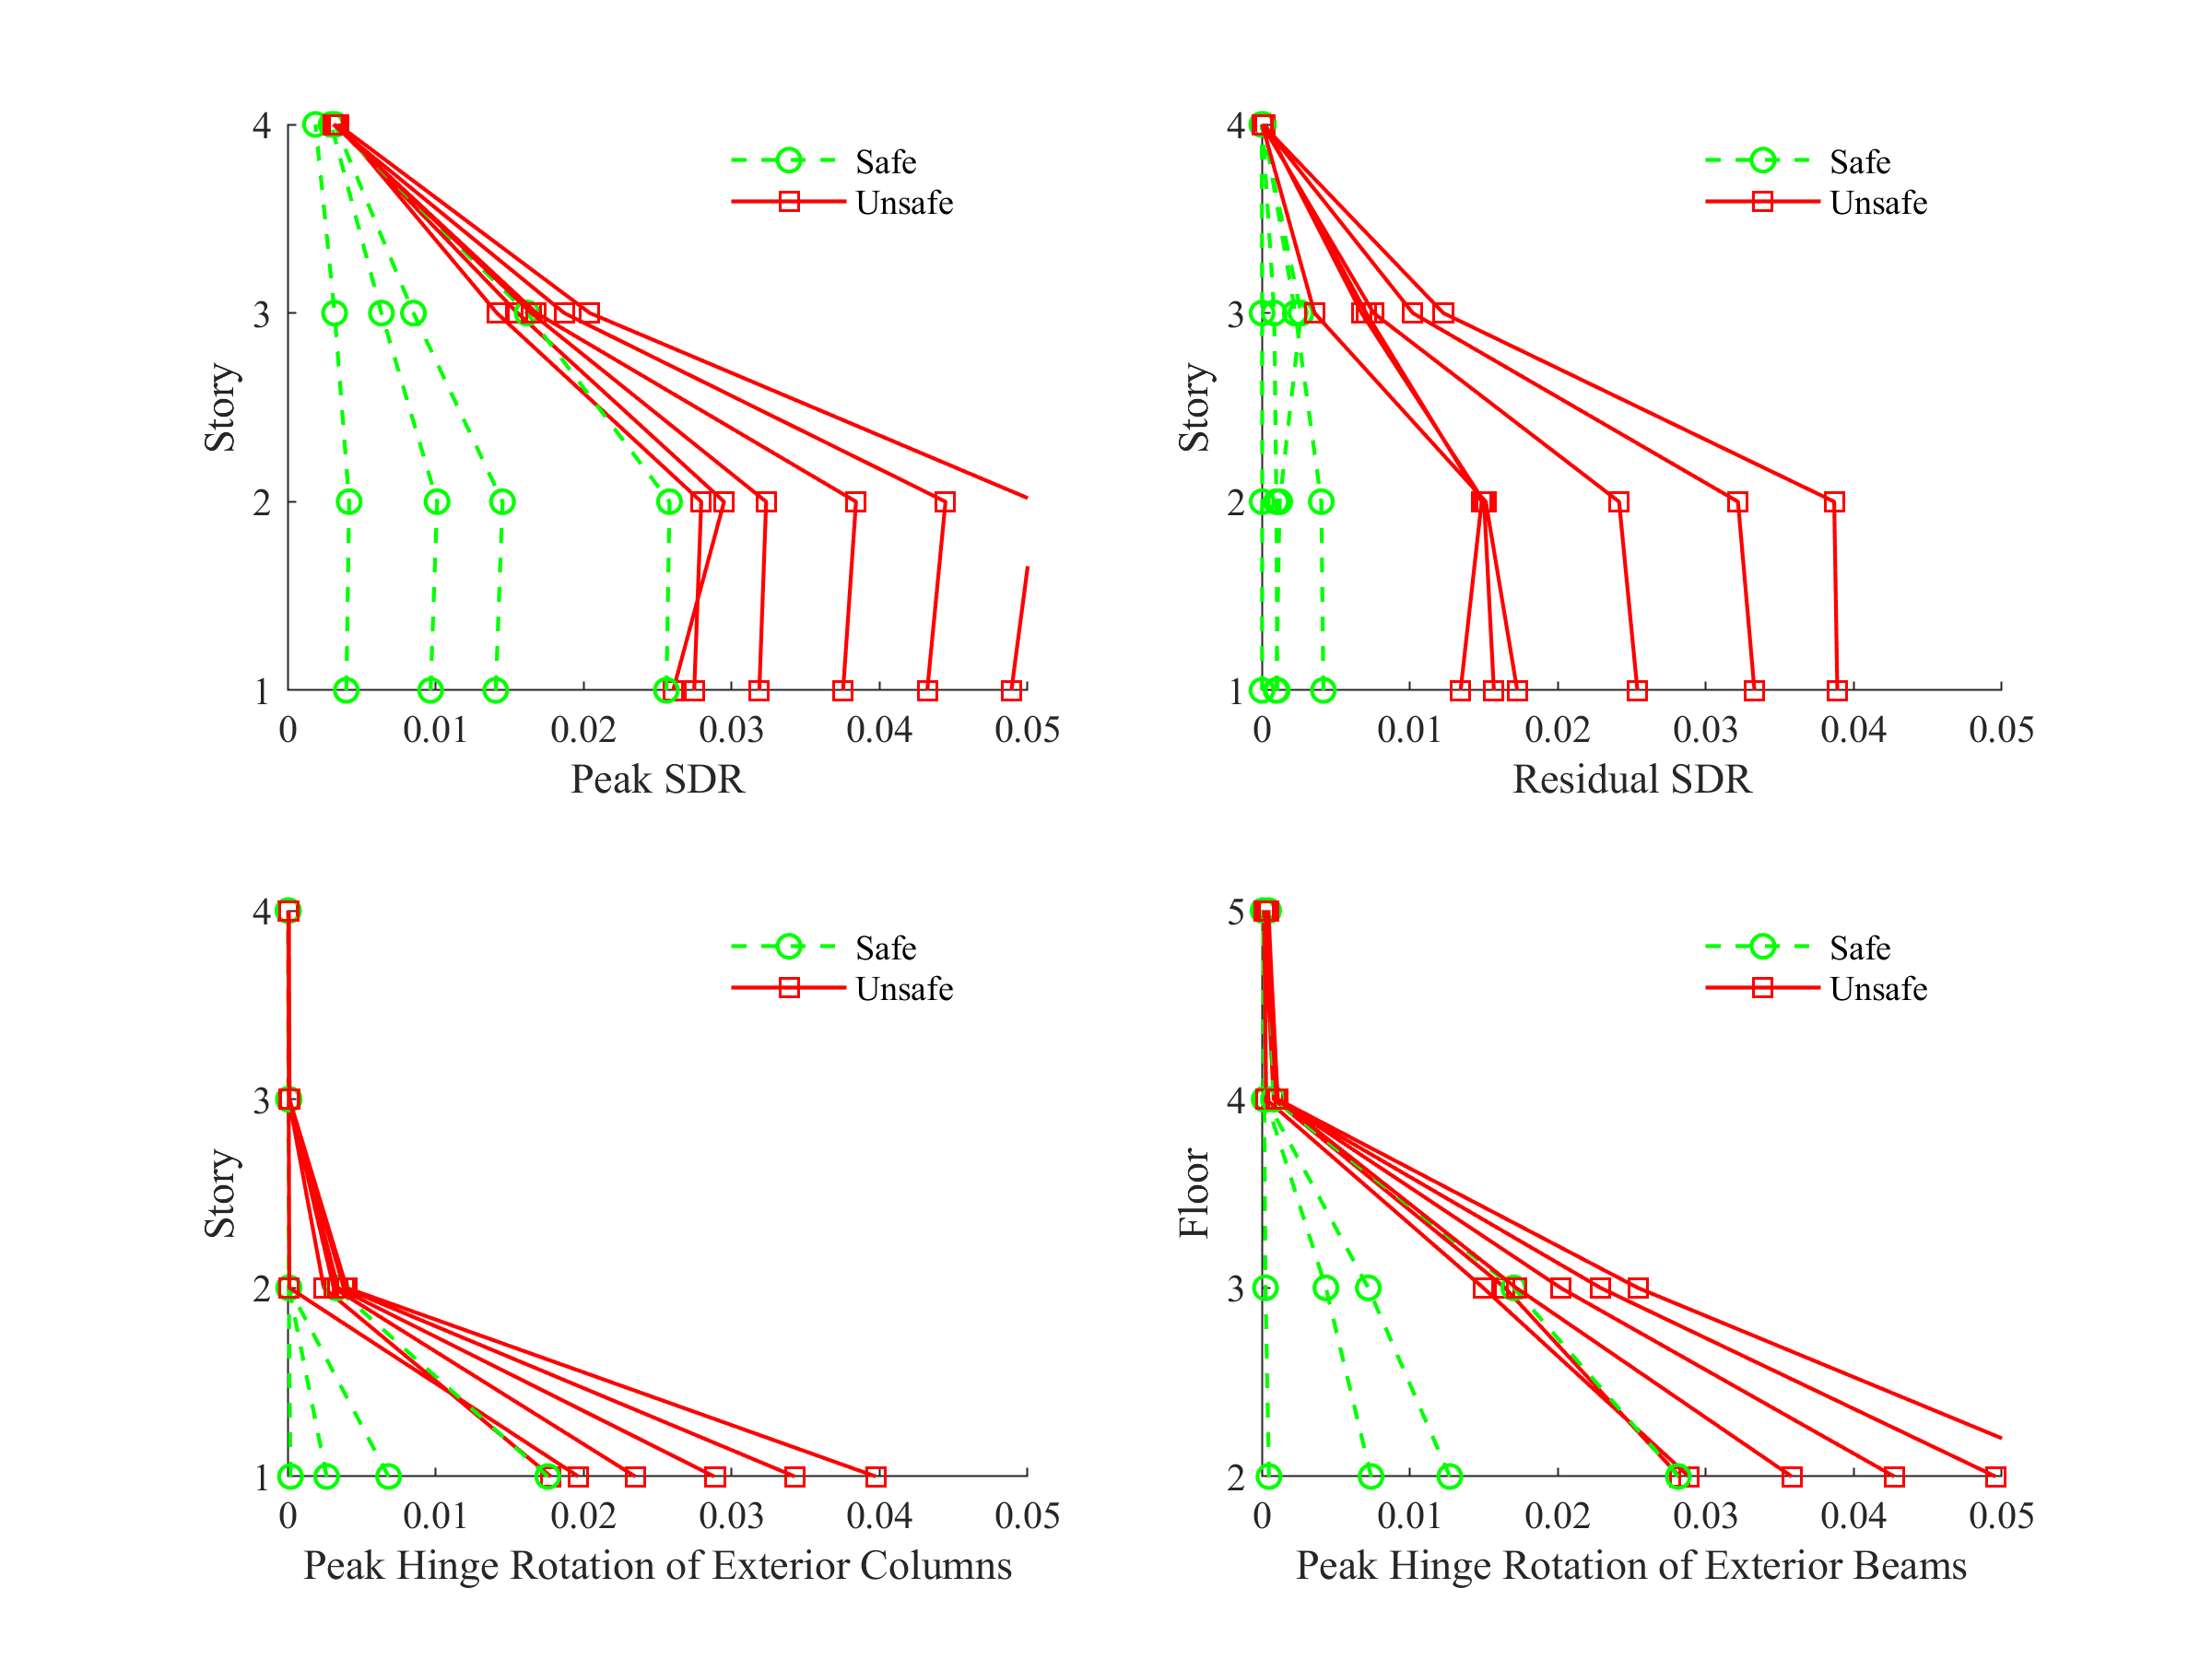 4
3
2
1
Story
0 0.01 0.02 0.03 0.04 0.05
Peak SDR
Safe
Unsafe
4
3
2
1
Story
0 0.01 0.02 0.03 0.04 0.05
Residual SDR
Safe
Unsafe
4
3
2
1
Story
0 0.01 0.02 0.03 0.04 0.05
Peak Hinge Rotation of Exterior Columns
Safe
Unsafe
5
4
3
2
Floor
0 0.01 0.02 0.03 0.04 0.05
Peak Hinge Rotation of Exterior Beams
Safe
Unsafe